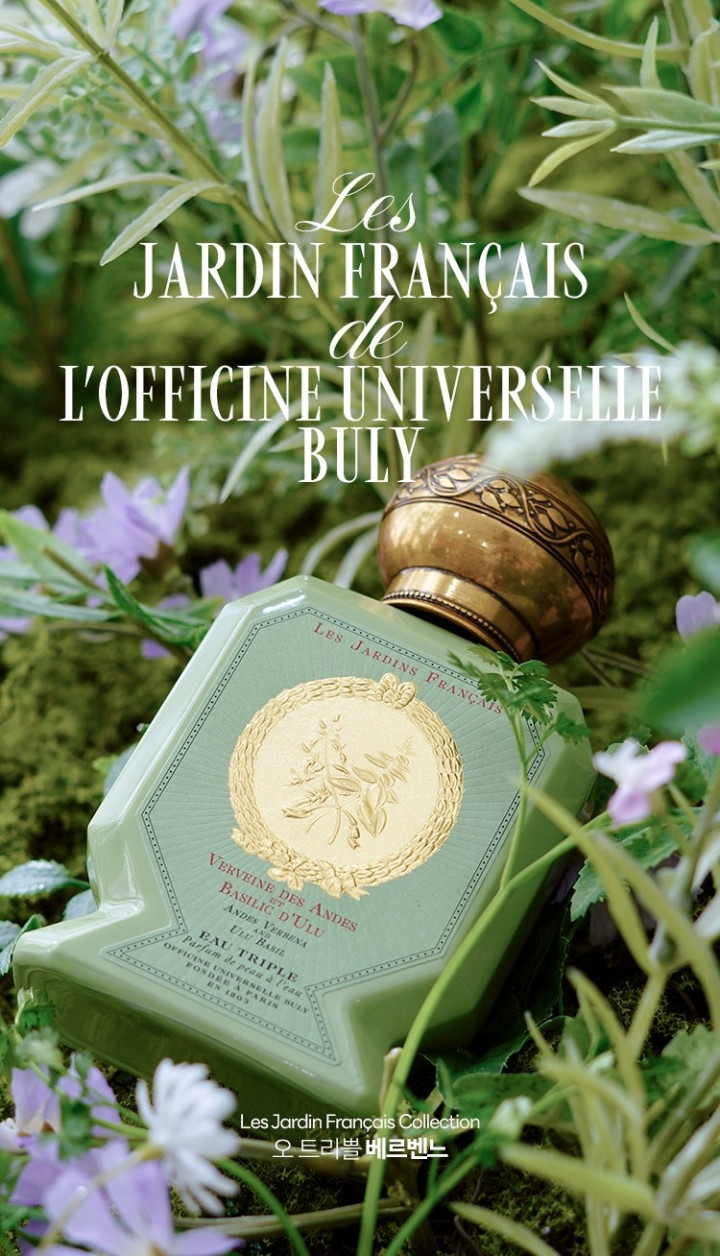 Les
JARDIN FRANÇAIS
de
L'OFFICINE UNIVERSELLE
BULY
LES JARDINS FRANÇAIS
VERVEINE DES ANDES
ET
BASILIC D'ULU
ANDES VERBENA
AND
ULU BASIL
EAU TRIPLE
Parfum de peau à l'eau
OFFICINE UNIVERSELLE BULY
FONDÉE À PARIS
EN 1803
Les Jardin Français Collection
오 트리쁠 베르벤느